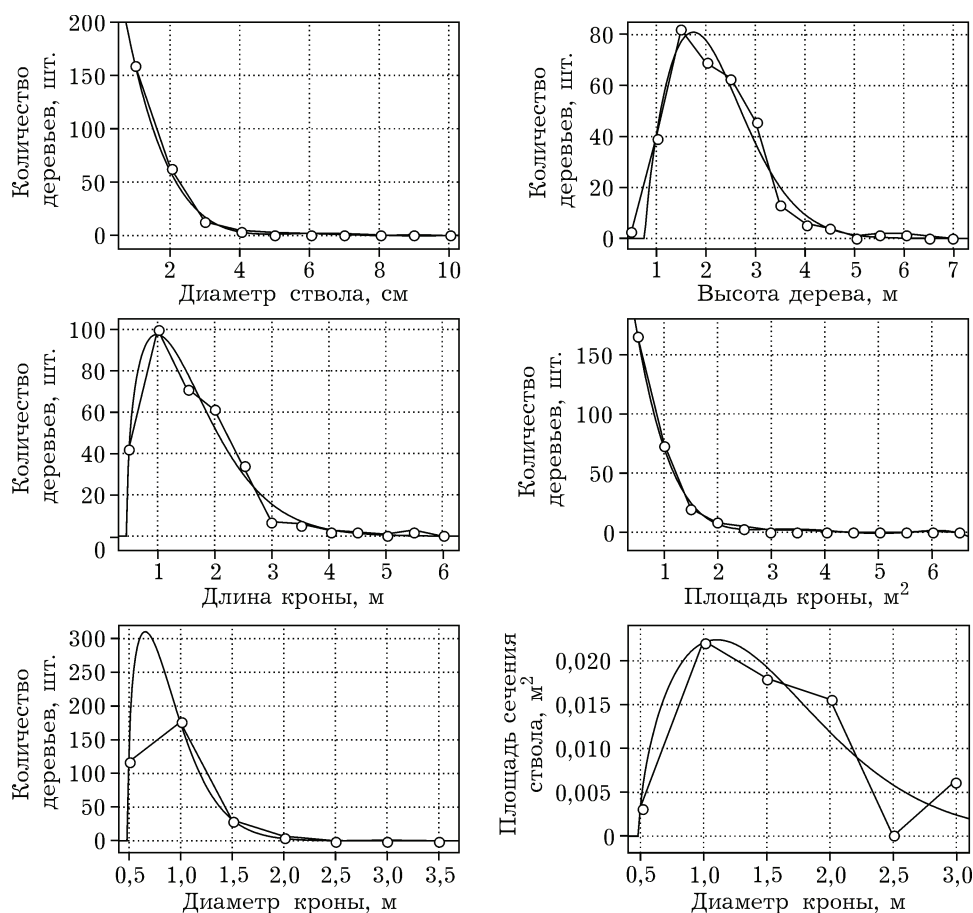 Количество
деревьев, шт.
200
150
100
50
0
2 4 6 8 10
Диаметр ствола, см
Количество
деревьев, шт.
80
60
40
20
0
1 2 3 4 5 6 7
Высота дерева, м
Количество
деревьев, шт.
100
80
60
40
20
0
1 2 3 4 5 6
Длина кроны, м
Количество
деревьев, шт.
150
100
50
0
1 2 3 4 5 6
Площадь кроны, м²
Количество
деревьев, шт.
300
250
200
150
100
50
0
0,5 1,0 1,5 2,0 2,5 3,0 3,5
Диаметр кроны, м
Площадь сечения
ствола, м²
0,020
0,015
0,010
0,005
0
0,5 1,0 1,5 2,0 2,5 3,0
Диаметр кроны, м